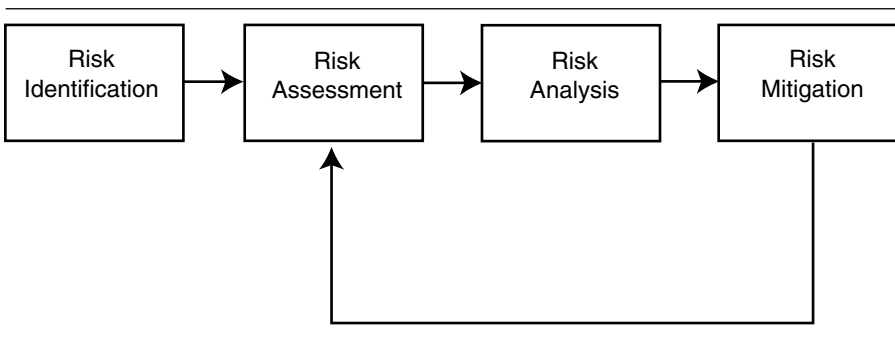 Risk
Identification
Risk
Assessment
Risk
Analysis
Risk
Mitigation